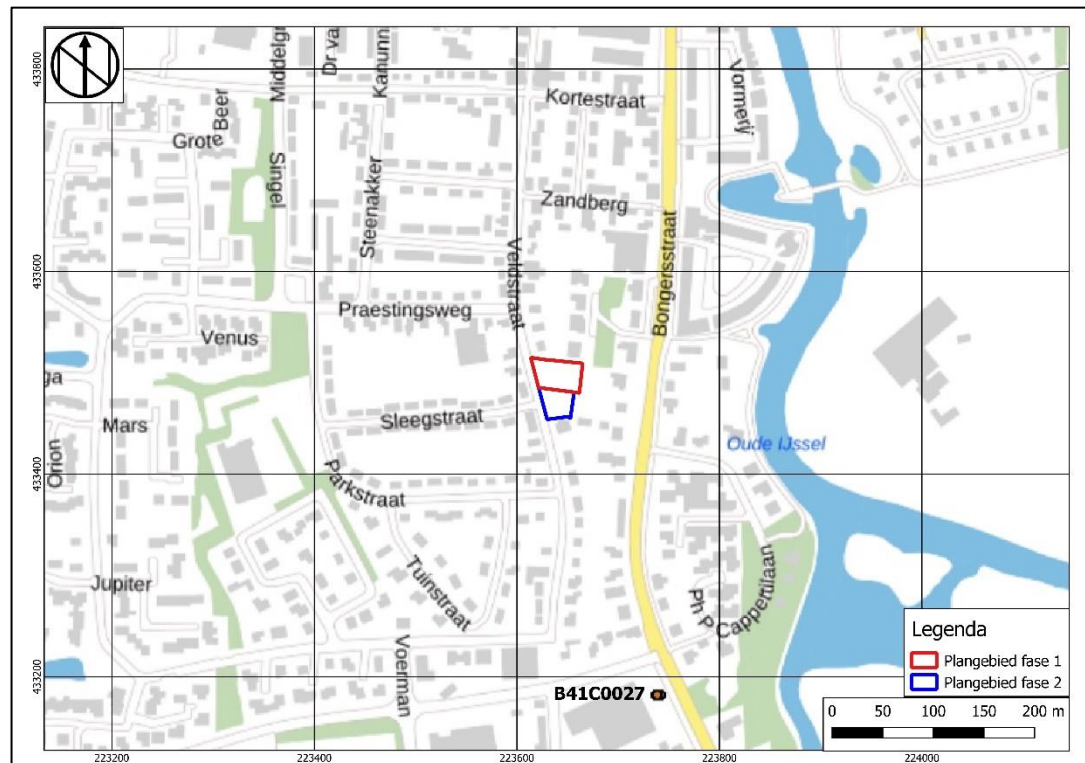 Dr va
Kanunn
Middelgr
433800
Beer
Grote
Kortestraat
Vormerij
Singel
Steenakker
Zandberg
Veldstraat
Bongersstraat
433600
Praestingsweg
Venus
ga
Mars
Orion
Sleegstraat
Oude IJssel
433400
Parkstraat
Tuinstraat
Jupiter
Ph P Cappetijlaan
Voerman
433200
B41C0027
Legenda
Plangebied fase 1
Plangebied fase 2
0 50 100 150 200 m
223200 223400 223600 223800 224000